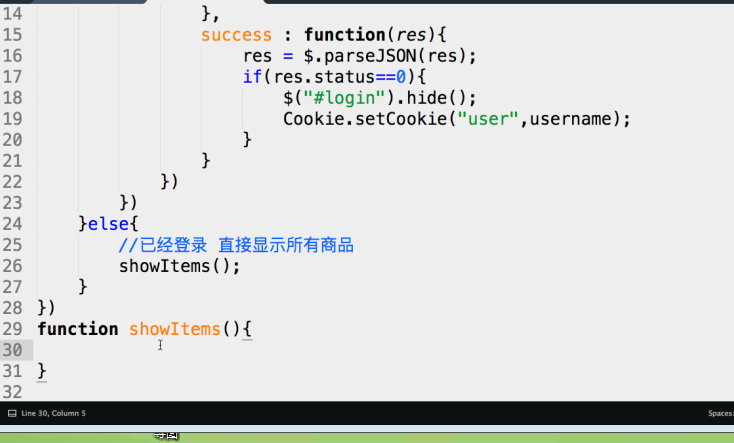 14 },
15 success : function(res){
16 res = $.parseJSON(res);
17 if(res.status==0){
18 $("#login").hide();
19 Cookie.setCookie("user",username);
20 }
21 }
22 })
23 })
24 }else{
25 //已经登录 直接显示所有商品
26 showItems();
27 }
28 })
29 function showItems(){
30
31 }
32
Line 30, Column 5 Spaces: